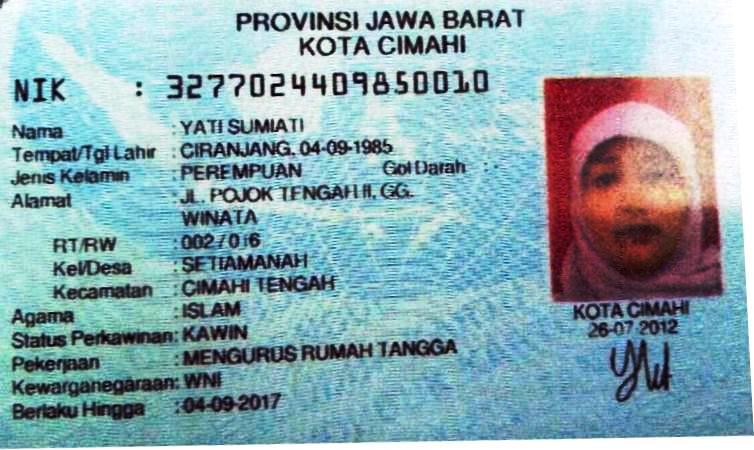 PROVINSI JAWA BARAT
KOTA CIMAHI
NIK : 3277024409850010
Nama : YATI SUMIATI
Tempat/Tgl Lahir : CIRANJANG, 04-09-1985
Jenis Kelamin : PEREMPUAN Gol Darah : -
Alamat : JL. POJOK TENGAH II, GG.
WINATA
RT/RW : 002 /
Kel/Desa : SETIAMANAH
Kecamatan : CIMAHI TENGAH
Agama : ISLAM
Status Perkawinan: KAWIN
Pekerjaan : MENGURUS RUMAH TANGGA
Kewarganegaraan: WNI
Berlaku Hingga : 04-09-2017
KOTA CIMAHI
26-07-2012